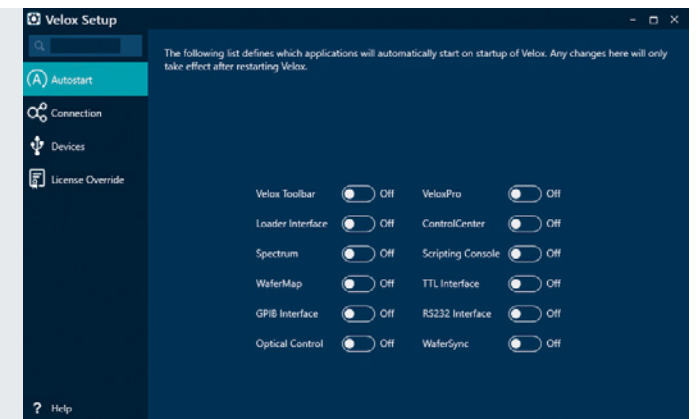 Velox Setup
The following list defines which applications will automatically start on startup of Velox. Any changes here will only
take effect after restarting Velox.
Autostart
Connection
Devices
License Override
Velox Toolbar Off VeloxPro Off
Loader Interface Off ControlCenter Off
Spectrum Off Scripting Console Off
WaferMap Off TTL Interface Off
GPIB Interface Off RS232 Interface Off
Optical Control Off WaferSync Off
? Help